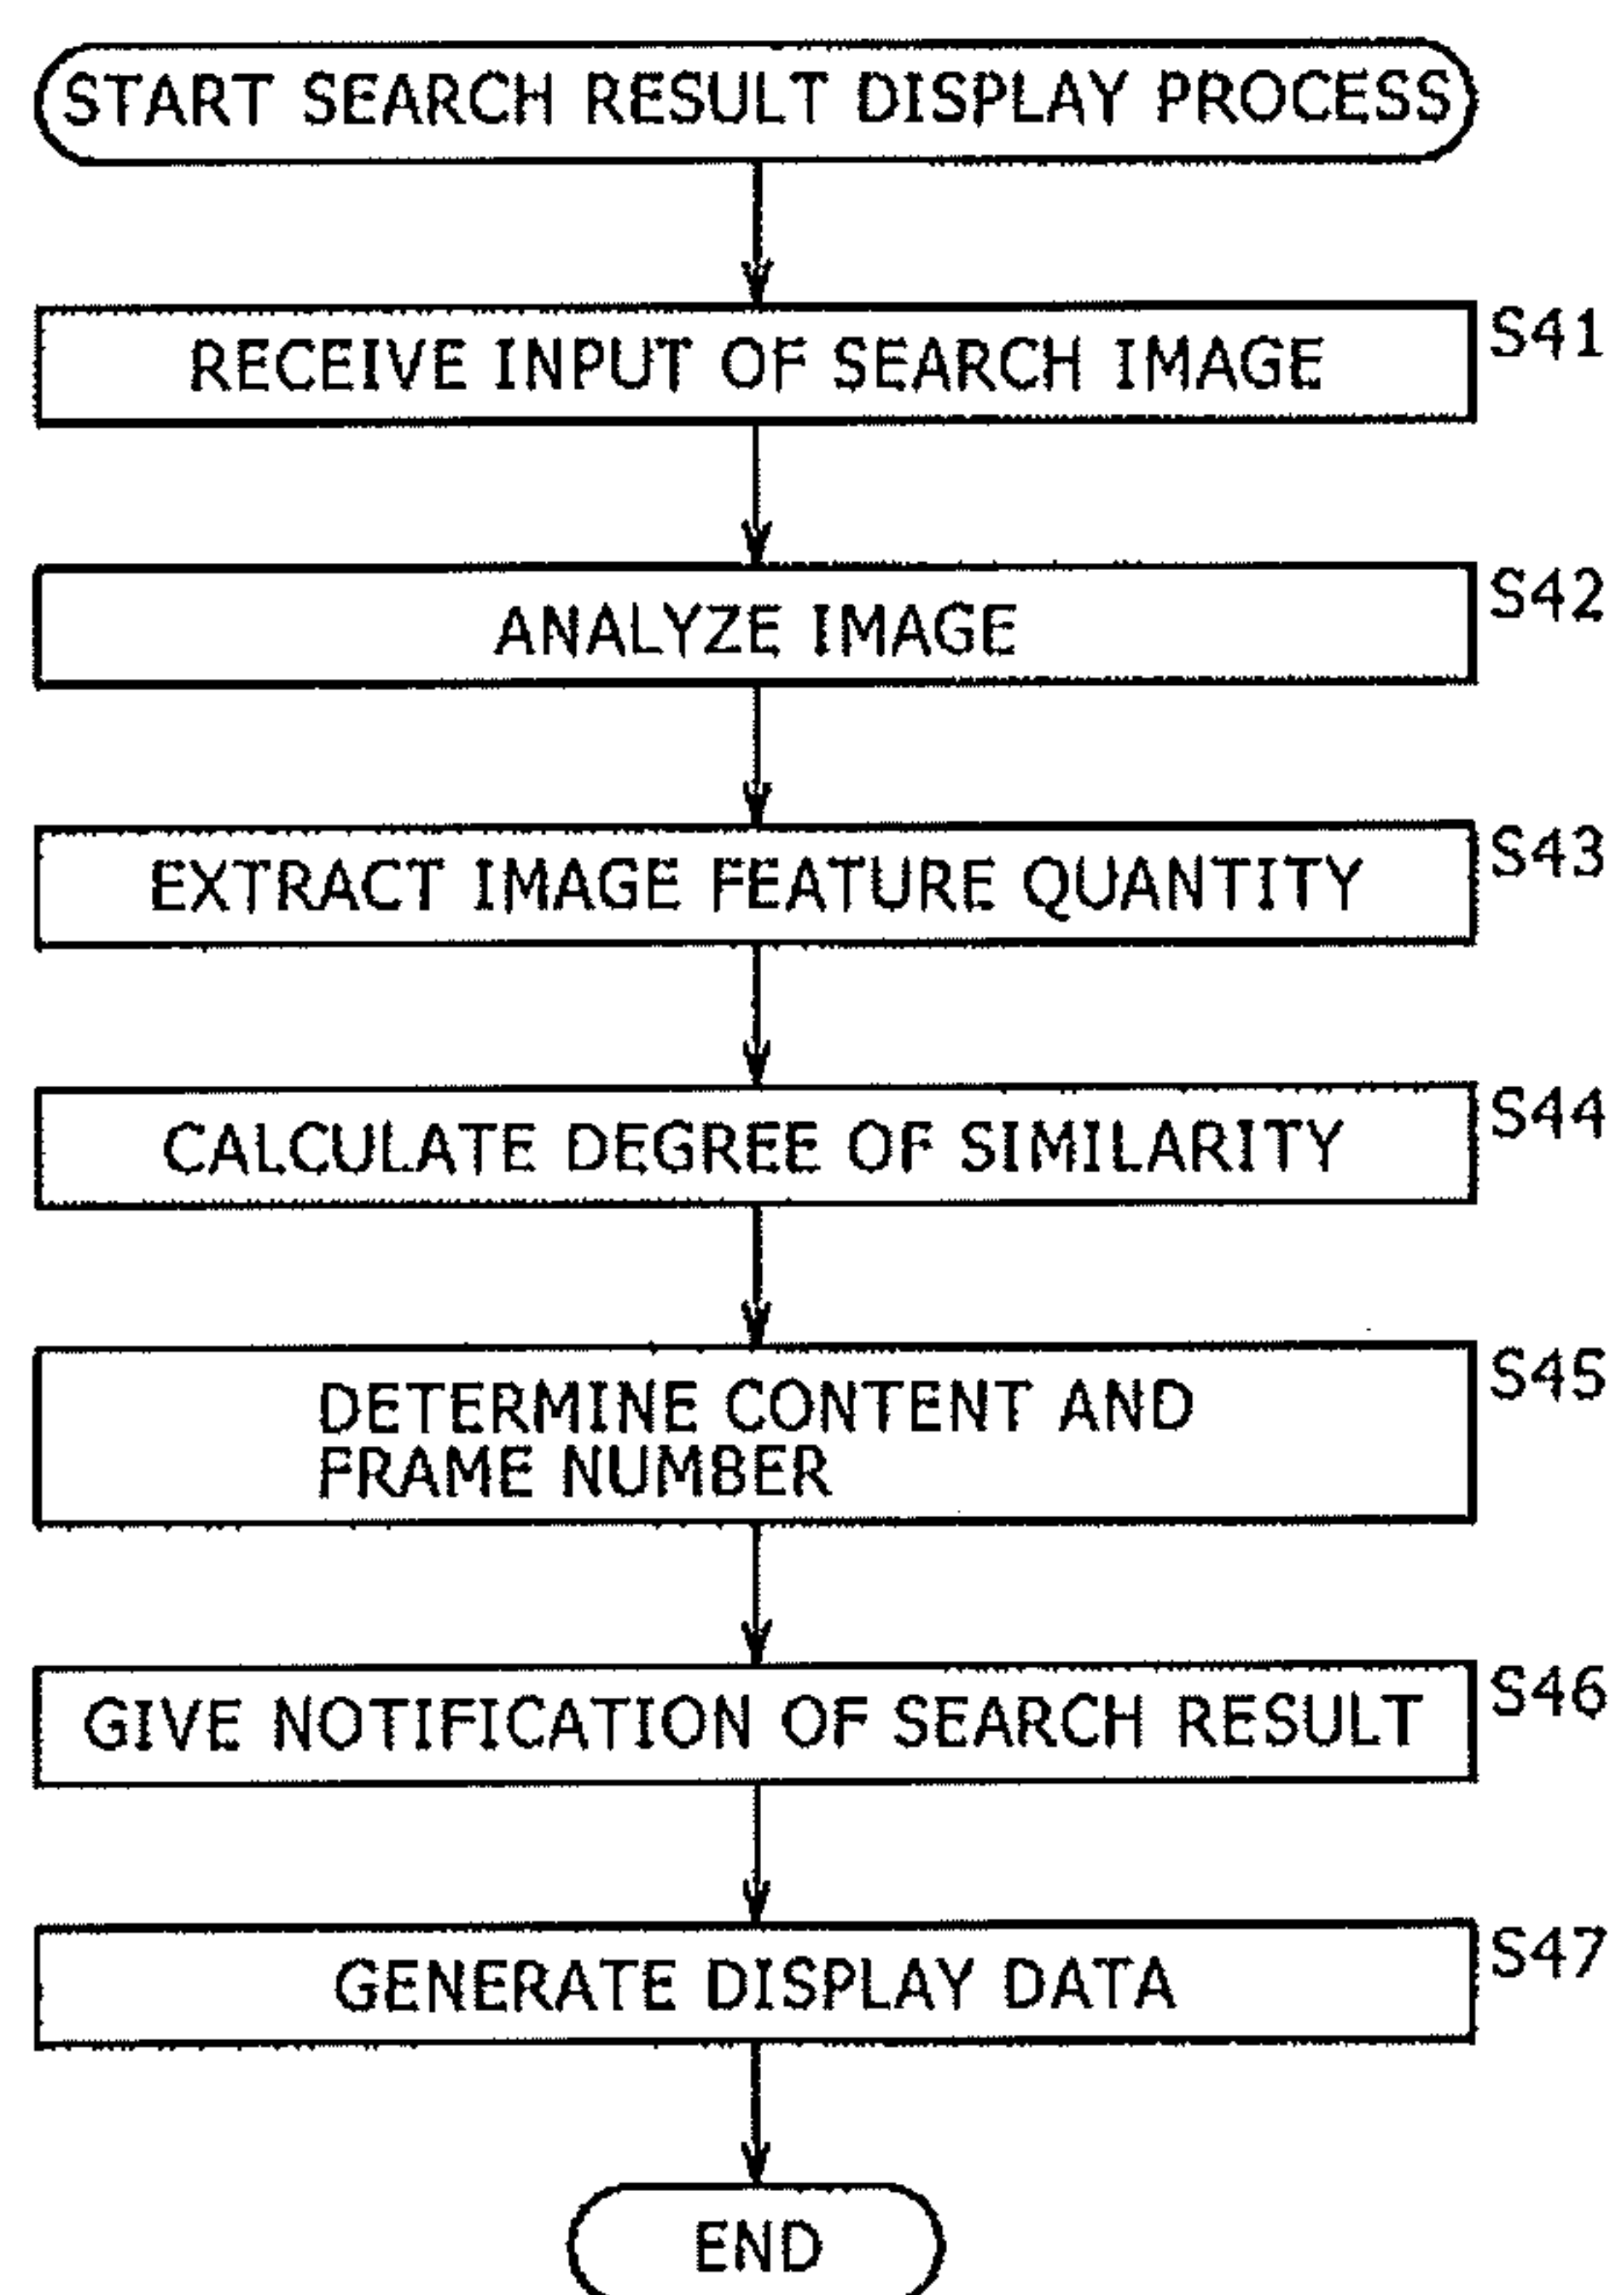 START SEARCH RESULT DISPLAY PROCESS
RECEIVE INPUT OF SEARCH IMAGE
S41
ANALYZE IMAGE
S42
EXTRACT IMAGE FEATURE QUANTITY
S43
CALCULATE DEGREE OF SIMILARITY
S44
DETERMINE CONTENT AND
FRAME NUMBER
S45
GIVE NOTIFICATION OF SEARCH RESULT
S46
GENERATE DISPLAY DATA
S47
END